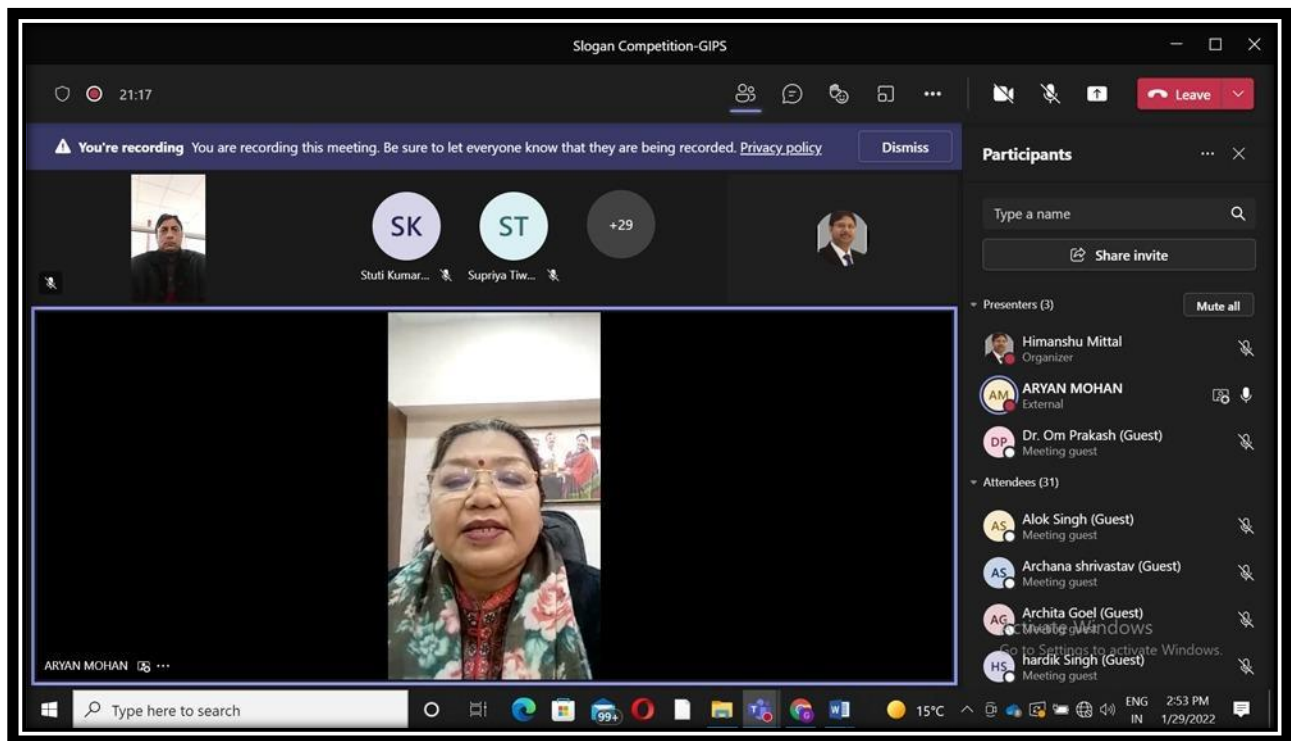 Slogan Competition-GIPS
21:17
Leave
You're recording You are recording this meeting. Be sure to let everyone know that they are being recorded. Privacy policy
Dismiss
SK
ST
+29
Stuti Kumar...
Supriya Tiw...
ARYAN MOHAN
Participants
Type a name
Share invite
Presenters (3)
Mute all
Himanshu Mittal
Organizer
AM
ARYAN MOHAN
External
DP
Dr. Om Prakash (Guest)
Meeting guest
Attendees (31)
AS
Alok Singh (Guest)
Meeting guest
AS
Archana shrivastav (Guest)
Meeting guest
AG
Archita Goel (Guest)
Meeting guest
Activate Windows
Go to Settings to activate Windows.
HS
hardik Singh (Guest)
Meeting guest
Type here to search
99+
15°C
ENG
IN
2:53 PM
1/29/2022